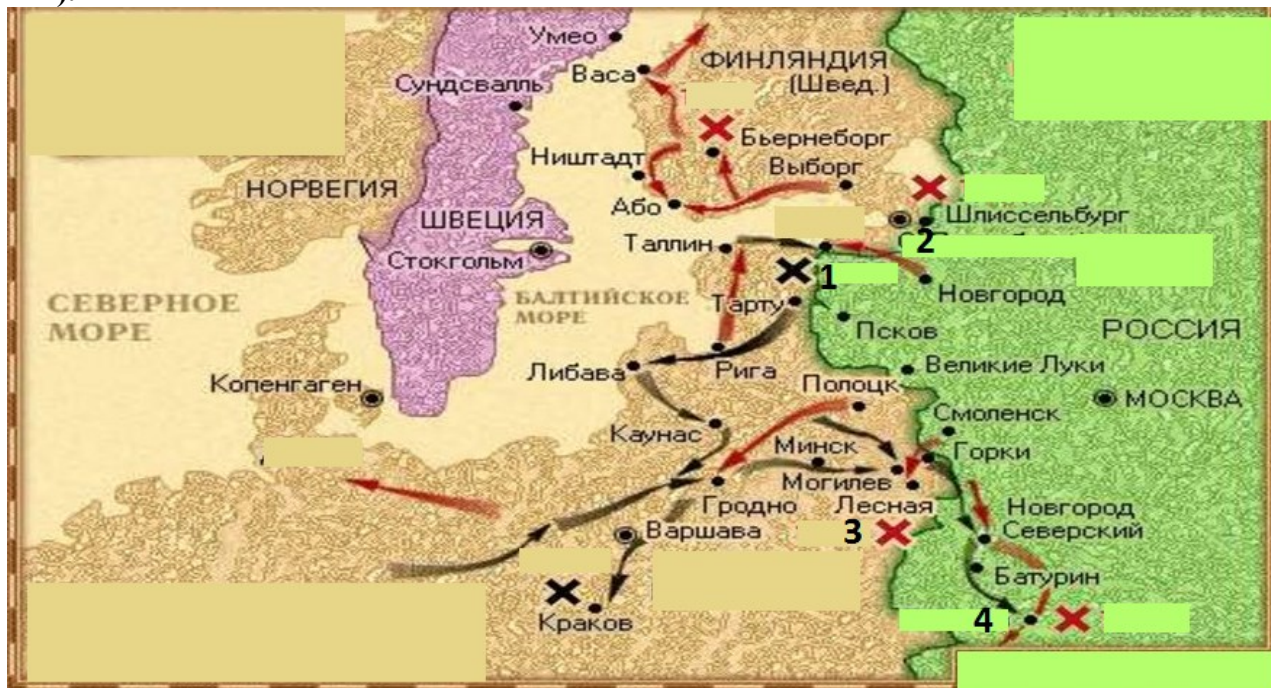 Умео
Васа
ФИНЛЯНДИЯ
(Швед.)
Сундсвалль
Бьернеборг
Ништадт
Выборг
НОРВЕГИЯ
Або
Шлиссельбург
ШВЕЦИЯ
Таллин
2
Стокгольм
1
Новгород
СЕВЕРНОЕ
МОРЕ
БАЛТИЙСКОЕ
МОРЕ
Тарту
Псков
РОССИЯ
Либава
Рига
Великие Луки
Копенгаген
Полоцк
МОСКВА
Смоленск
Каунас
Минск
Горки
Могилев
Гродно
Лесная
Новгород
Северский
Варшава
3
Батурин
Краков
4